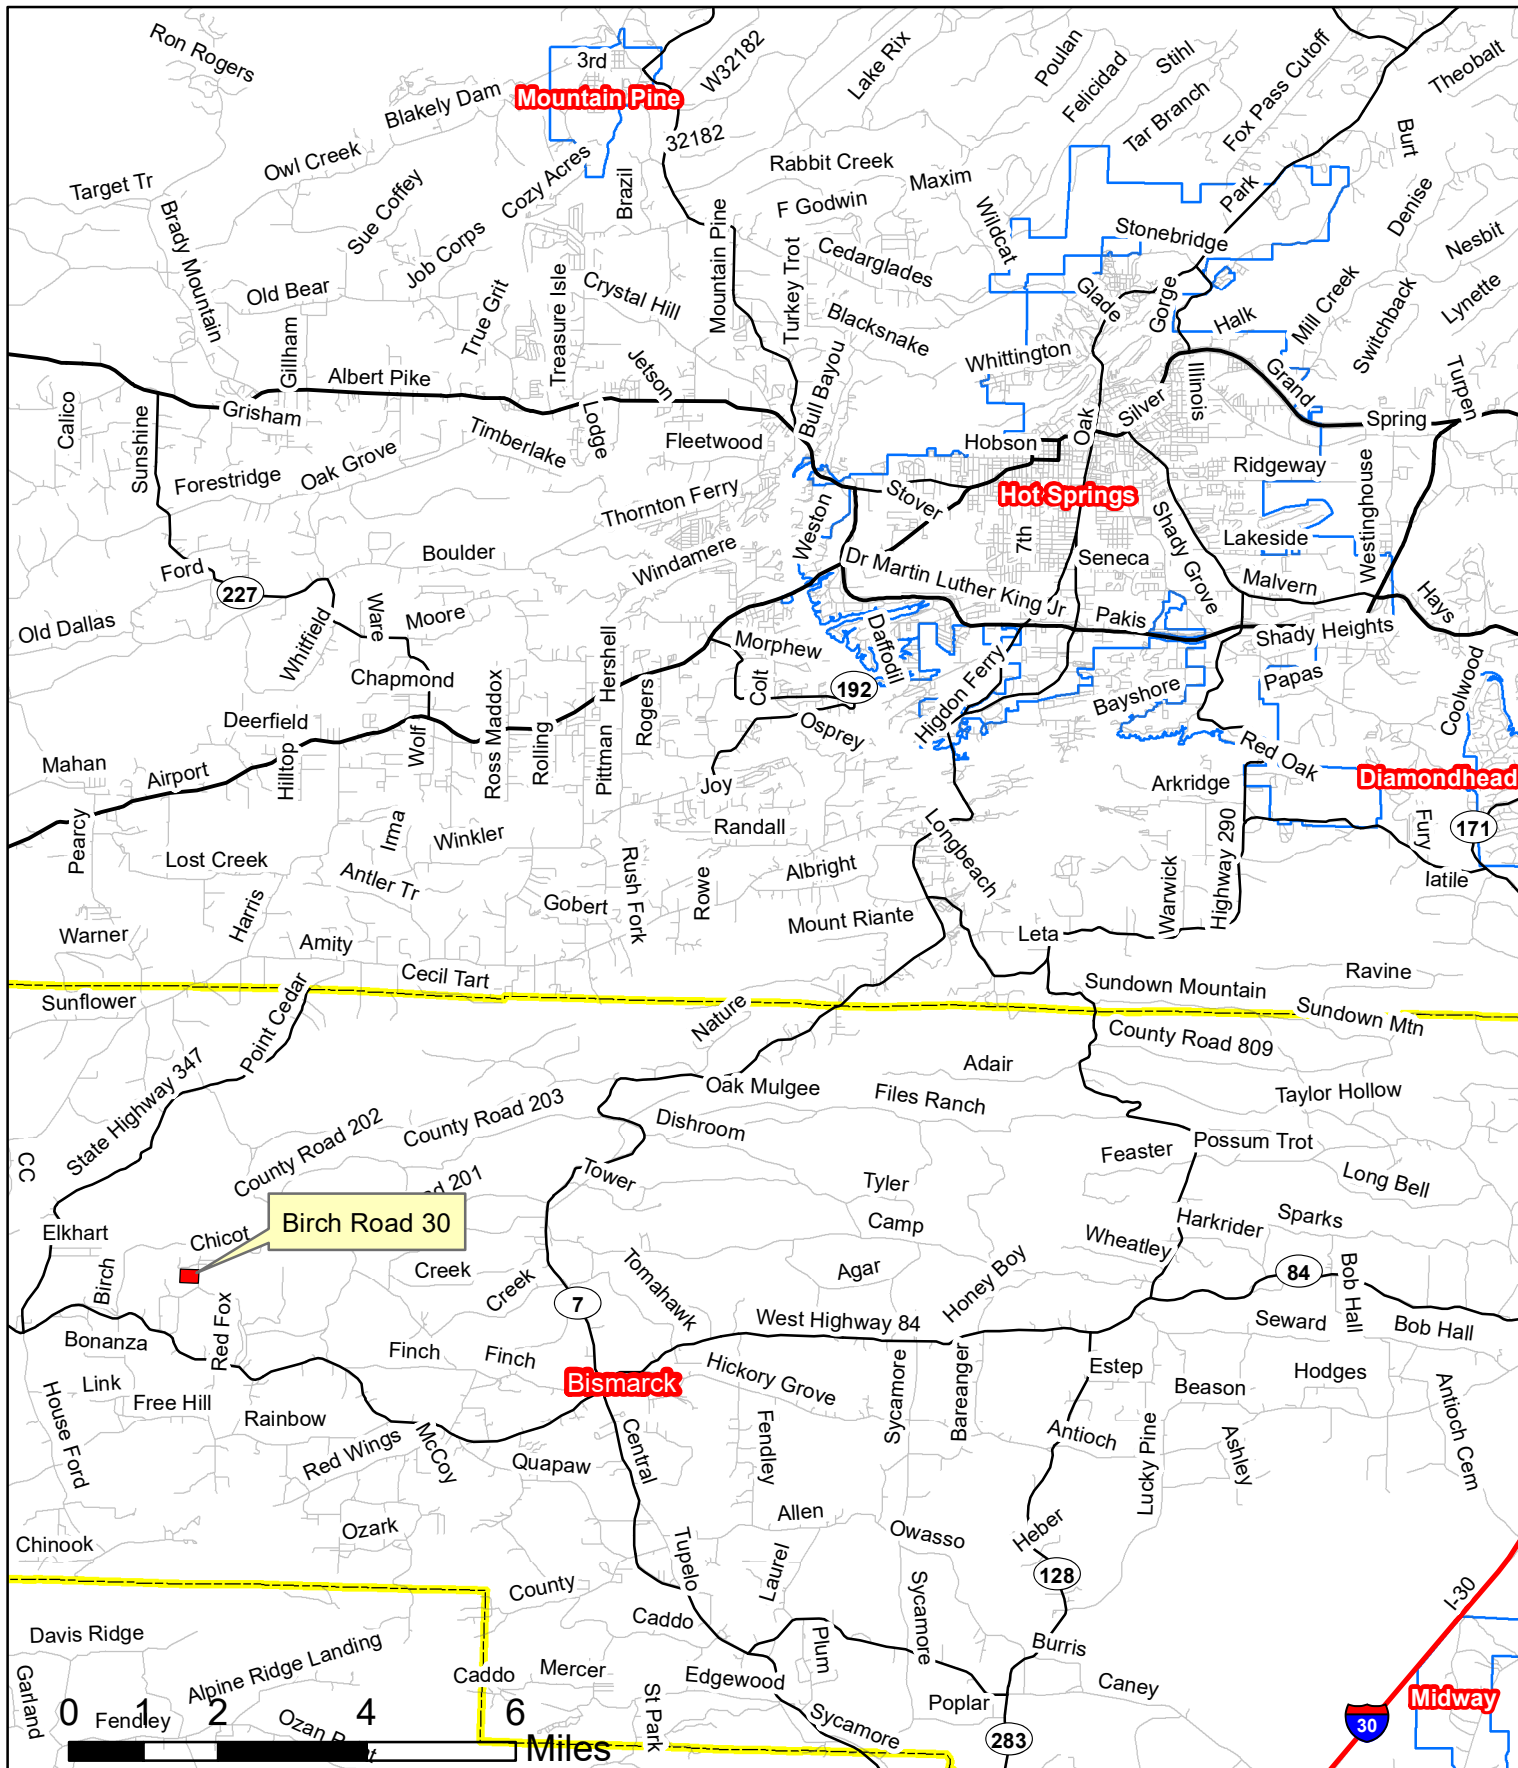 Ron Rogers
3rd
W32182
Lake Rix
Poulan
Felicidad
Stihl
Fox Pass Cutoff
Theobalt
Mountain Pine
Blakely Dam
Tar Branch
Burt
32182
Owl Creek
Cozy Acres
Rabbit Creek
Target Tr
Brazil
Maxim
F Godwin
Park
Denise
Sue Coffey
Brady Mountain
Job Corps
Mountain Pine
Turkey Trot
Cedarglades
Wildcat
Stonebridge
Nesbit
Old Bear
True Grit
Treasure Isle
Crystal Hill
Glade
Gorge
Halk
Mill Creek
Switchback
Lynette
Gillham
Blacksnake
Whittington
Jetson
Bull Bayou
Albert Pike
Illinois
Grand
Turpen
Calico
Sunshine
Grisham
Lodge
Oak
Silver
Spring
Timberlake
Fleetwood
Hobson
Forestridge
Oak Grove
Ridgeway
Westinghouse
Thornton Ferry
Stover
Hot Springs
Weston
7th
Shady Grove
Lakeside
Boulder
Windamere
Dr Martin Luther King Jr
Seneca
Malvern
Ford
227
Hays
Old Dallas
Whitfield
Ware
Moore
Daffodil
Pakis
Shady Heights
Hershell
Morphew
Chapmond
Colt
192
Higdon Ferry
Papas
Coolwood
Deerfield
Ross Maddox
Rogers
Bayshore
Osprey
Mahan
Airport
Hilltop
Wolf
Rolling
Pittman
Red Oak
Joy
Arkridge
Diamondhead
Pearcy
Irma
Winkler
Randall
Longbeach
Highway 290
Fury
171
Lost Creek
Antler Tr
Rush Fork
Rowe
Albright
Warwick
Iatile
Harris
Gobert
Mount Riante
Warner
Amity
Leta
Cecil Tart
Ravine
Sunflower
Point Cedar
Sundown Mountain
Nature
Sundown Mtn
County Road 809
State Highway 347
Adair
Oak Mulgee
Files Ranch
Taylor Hollow
County Road 202
County Road 203
Dishroom
CC
Feaster
Possum Trot
Tower
Long Bell
d 201
Tyler
Elkhart
Chicot
Birch Road 30
Camp
Harkrider
Sparks
Wheatley
Birch
Creek
Creek
Tomahawk
Agar
Honey Boy
84
Bob Hall
7
Red Fox
West Highway 84
Seward
Bob Hall
Bonanza
Finch
Finch
Bismarck
Hickory Grove
Sycamore
Bareanger
Estep
Hodges
Link
Beason
House Ford
Free Hill
Rainbow
Antioch Cem
Red Wings
McCoy
Central
Fendley
Antioch
Lucky Pine
Ashley
Quapaw
Allen
Ozark
Owasso
Heber
Chinook
Tupelo
Laurel
128
County
Sycamore
I-30
Caddo
Davis Ridge
Plum
Burris
Garland
Alpine Ridge Landing
Caddo
Mercer
Edgewood
Caney
St Park
Poplar
Midway
0 1 2 4 6
Fendley
Sycamore
30
283
Miles